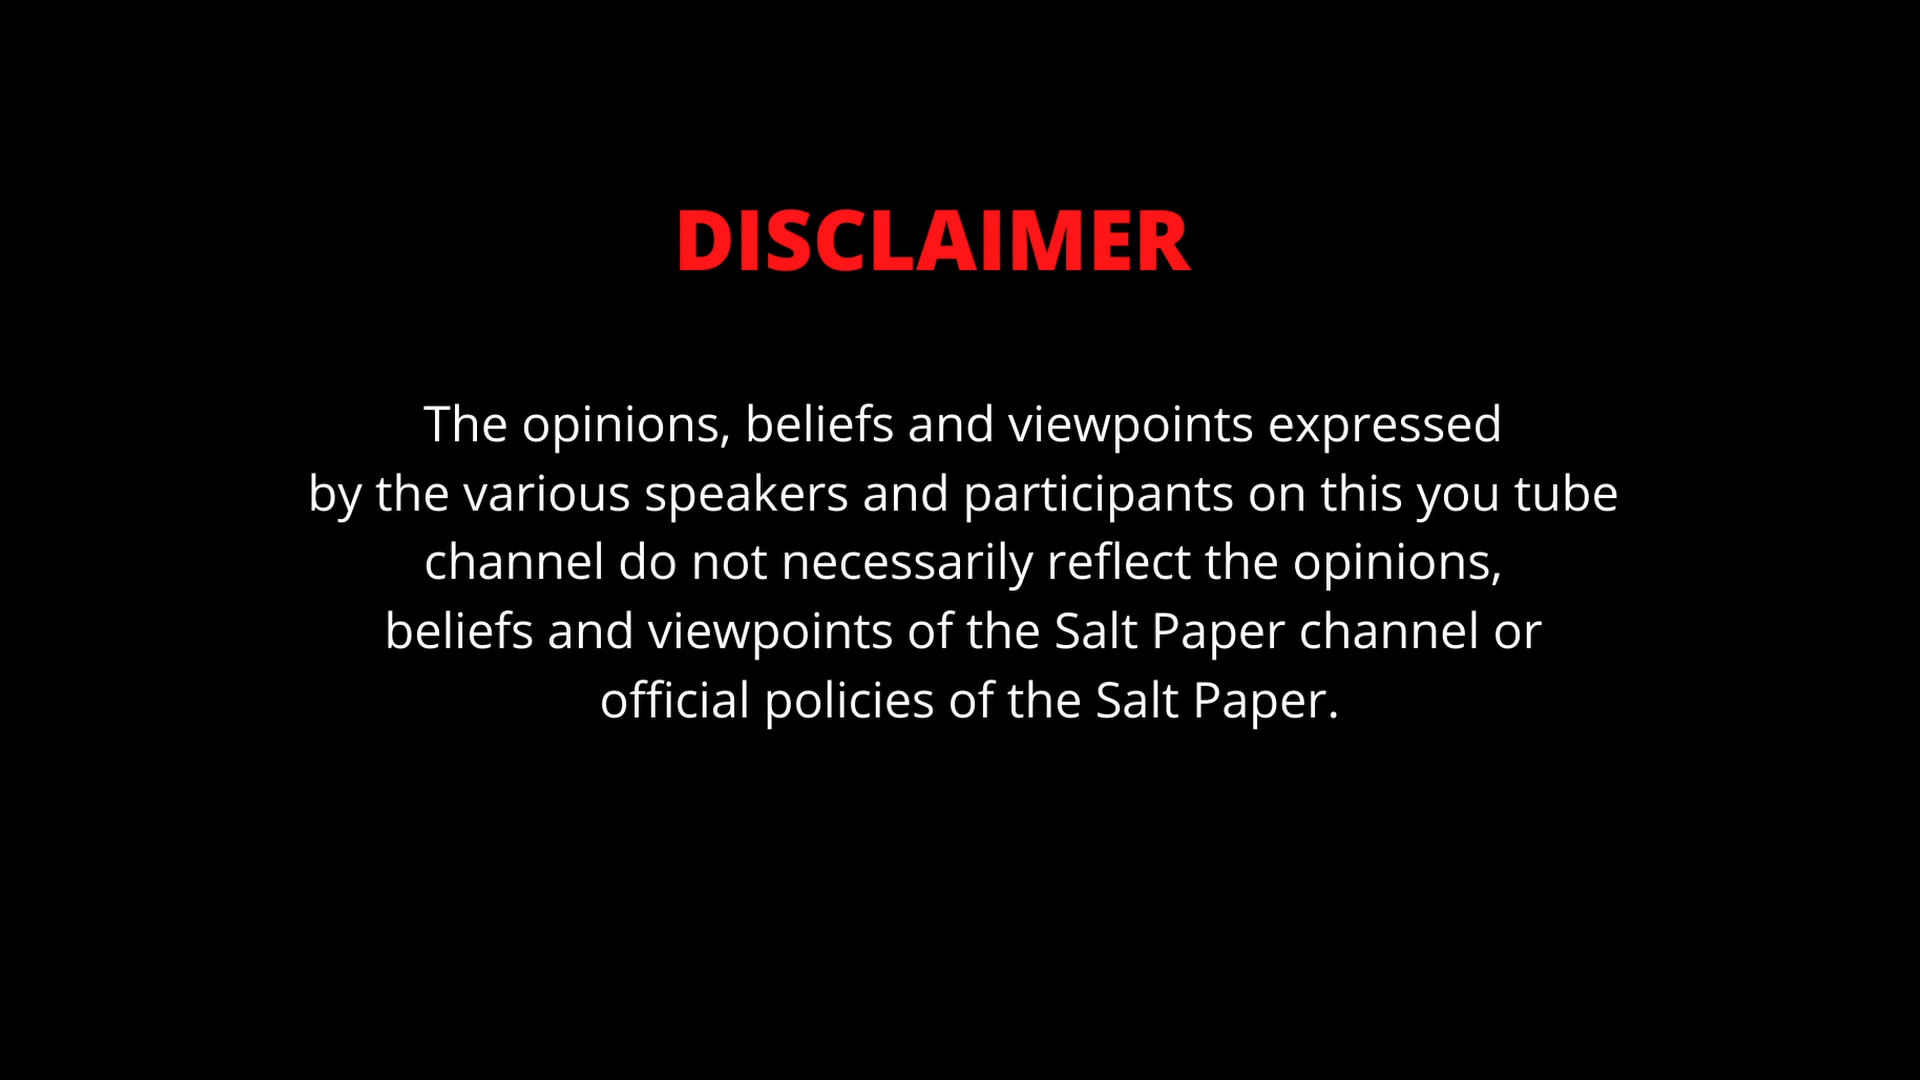 DISCLAIMER
The opinions, beliefs and viewpoints expressed
by the various speakers and participants on this you tube
channel do not necessarily reflect the opinions,
beliefs and viewpoints of the Salt Paper channel or
official policies of the Salt Paper.